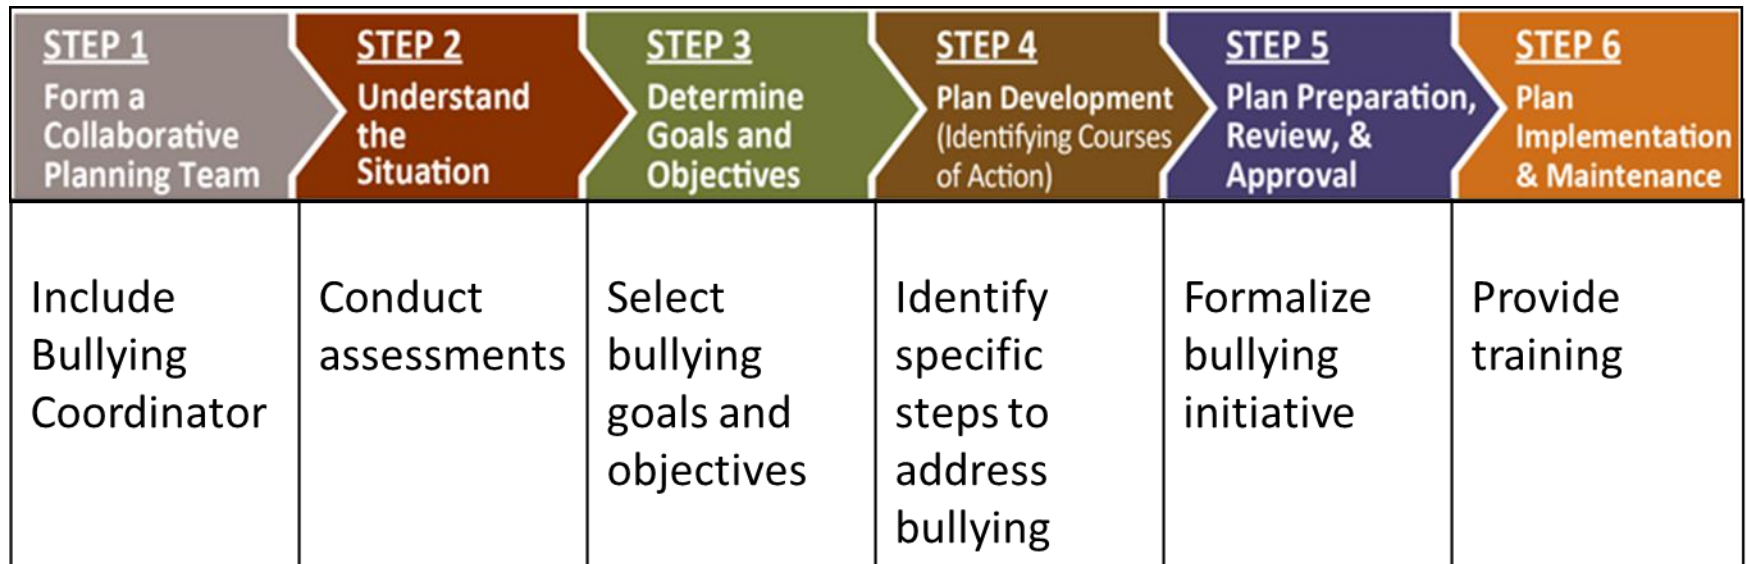 STEP 1
Form a
Collaborative
Planning Team
STEP 2
Understand
the
Situation
STEP 3
Determine
Goals and
Objectives
STEP 4
Plan Development
(Identifying Courses
of Action)
STEP 5
Plan Preparation,
Review, &
Approval
STEP 6
Plan
Implementation
& Maintenance
Include
Bullying
Coordinator
Conduct
assessments
Select
bullying
goals and
objectives
Identify
specific
steps to
address
bullying
Formalize
bullying
initiative
Provide
training